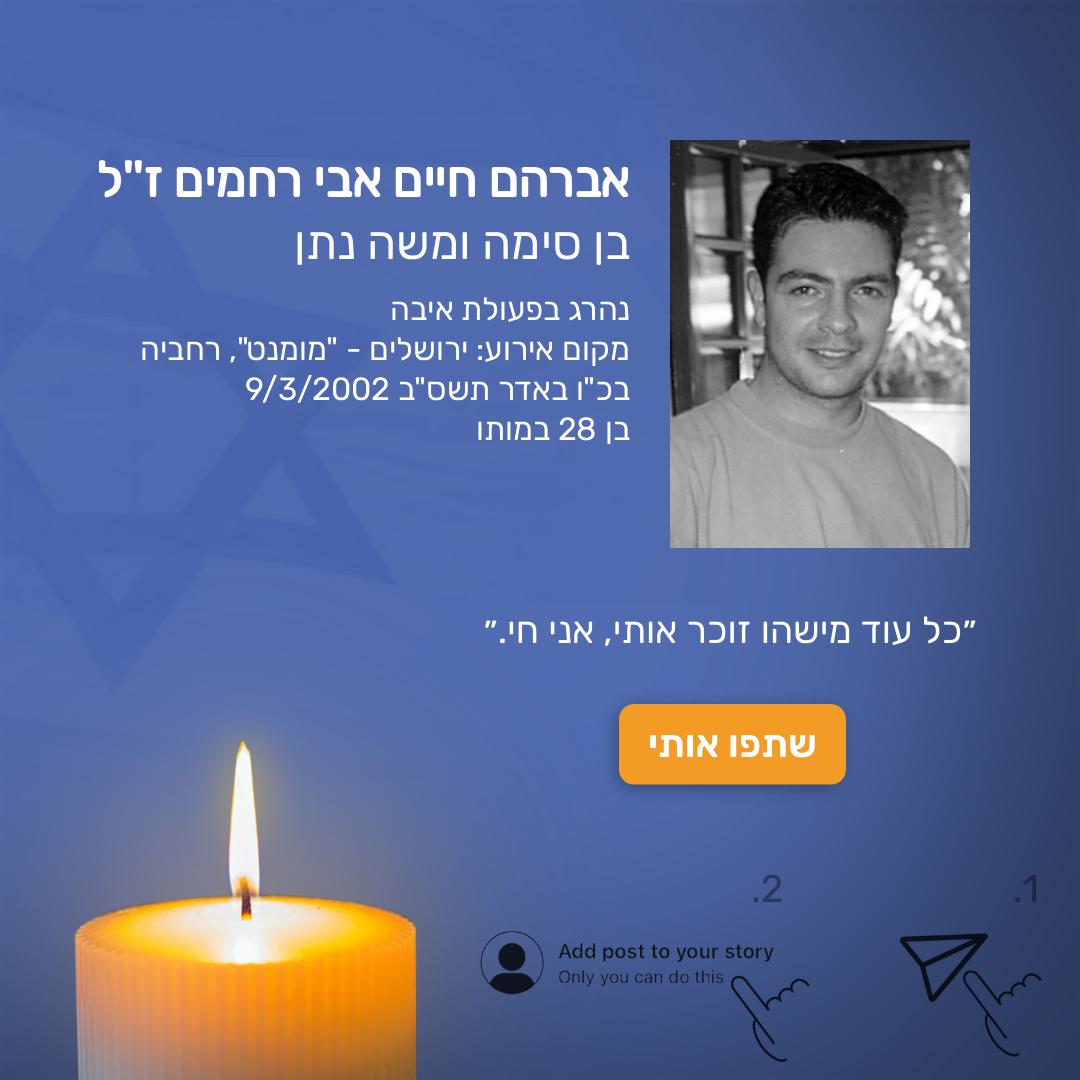 אברהם חיים אבי רחמים ז"ל
בן סימה ומשה נתן
נהרג בפעולת איבה
מקום אירוע: ירושלים - "מומנט", רחביה
בכ"ו באדר תשס"ב 9/3/2002
בן 28 במותו
״כל עוד מישהו זוכר אותי, אני חי.״
שתפו אותי
1.
2.
Add post to your story
Only you can do this